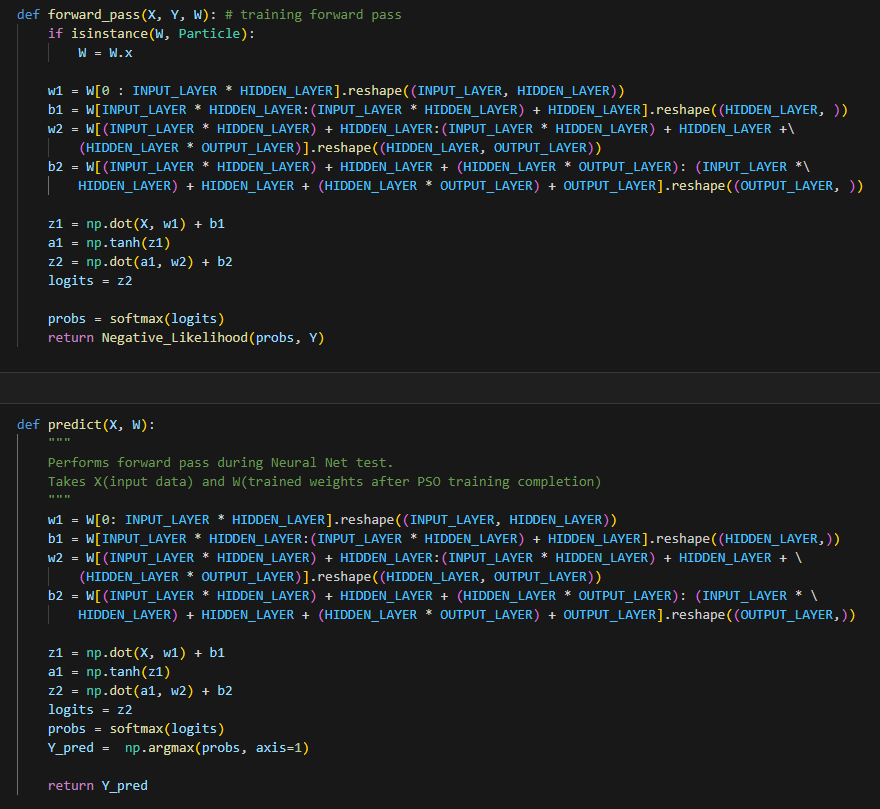 def forward_pass(X, Y, W): # training forward pass
    if isinstance(W, Particle):
        W = W.x
    w1 = W[0 : INPUT_LAYER * HIDDEN_LAYER].reshape((INPUT_LAYER, HIDDEN_LAYER))
    b1 = W[INPUT_LAYER * HIDDEN_LAYER:(INPUT_LAYER * HIDDEN_LAYER) + HIDDEN_LAYER].reshape((HIDDEN_LAYER, ))
    w2 = W[(INPUT_LAYER * HIDDEN_LAYER) + HIDDEN_LAYER:(INPUT_LAYER * HIDDEN_LAYER) + HIDDEN_LAYER +\
        (HIDDEN_LAYER * OUTPUT_LAYER)].reshape((HIDDEN_LAYER, OUTPUT_LAYER))
    b2 = W[(INPUT_LAYER * HIDDEN_LAYER) + HIDDEN_LAYER + (HIDDEN_LAYER * OUTPUT_LAYER): (INPUT_LAYER *\
        HIDDEN_LAYER) + HIDDEN_LAYER + (HIDDEN_LAYER * OUTPUT_LAYER) + OUTPUT_LAYER].reshape((OUTPUT_LAYER, ))
    z1 = np.dot(X, w1) + b1
    a1 = np.tanh(z1)
    z2 = np.dot(a1, w2) + b2
    logits = z2
    probs = softmax(logits)
    return Negative_Likelihood(probs, Y)
def predict(X, W):
    """
    Performs forward pass during Neural Net test.
    Takes X(input data) and W(trained weights after PSO training completion)
    """
    w1 = W[0: INPUT_LAYER * HIDDEN_LAYER].reshape((INPUT_LAYER, HIDDEN_LAYER))
    b1 = W[INPUT_LAYER * HIDDEN_LAYER:(INPUT_LAYER * HIDDEN_LAYER) + HIDDEN_LAYER].reshape((HIDDEN_LAYER,))
    w2 = W[(INPUT_LAYER * HIDDEN_LAYER) + HIDDEN_LAYER:(INPUT_LAYER * HIDDEN_LAYER) + HIDDEN_LAYER + \
        (HIDDEN_LAYER * OUTPUT_LAYER)].reshape((HIDDEN_LAYER, OUTPUT_LAYER))
    b2 = W[(INPUT_LAYER * HIDDEN_LAYER) + HIDDEN_LAYER + (HIDDEN_LAYER * OUTPUT_LAYER): (INPUT_LAYER * \
        HIDDEN_LAYER) + HIDDEN_LAYER + (HIDDEN_LAYER * OUTPUT_LAYER) + OUTPUT_LAYER].reshape((OUTPUT_LAYER,))
    z1 = np.dot(X, w1) + b1
    a1 = np.tanh(z1)
    z2 = np.dot(a1, w2) + b2
    logits = z2
    probs = softmax(logits)
    Y_pred =  np.argmax(probs, axis=1)
    return Y_pred